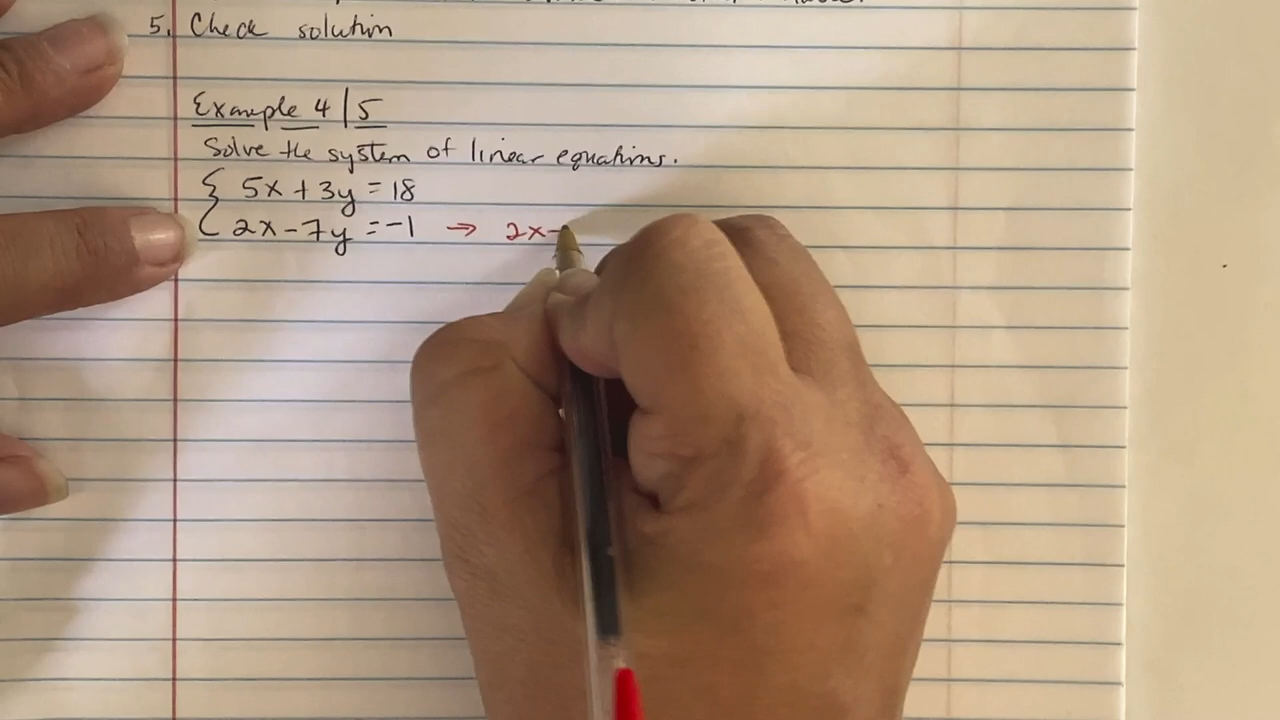 5. Check solution
Example 4 | 5
Solve the system of linear equations.
{ 5x + 3y = 18
2x - 7y = -1 → 2x-